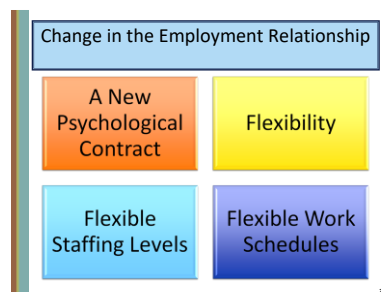 Change in the Employment Relationship
A New
Psychological
Contract
Flexibility
Flexible
Staffing Levels
Flexible Work
Schedules